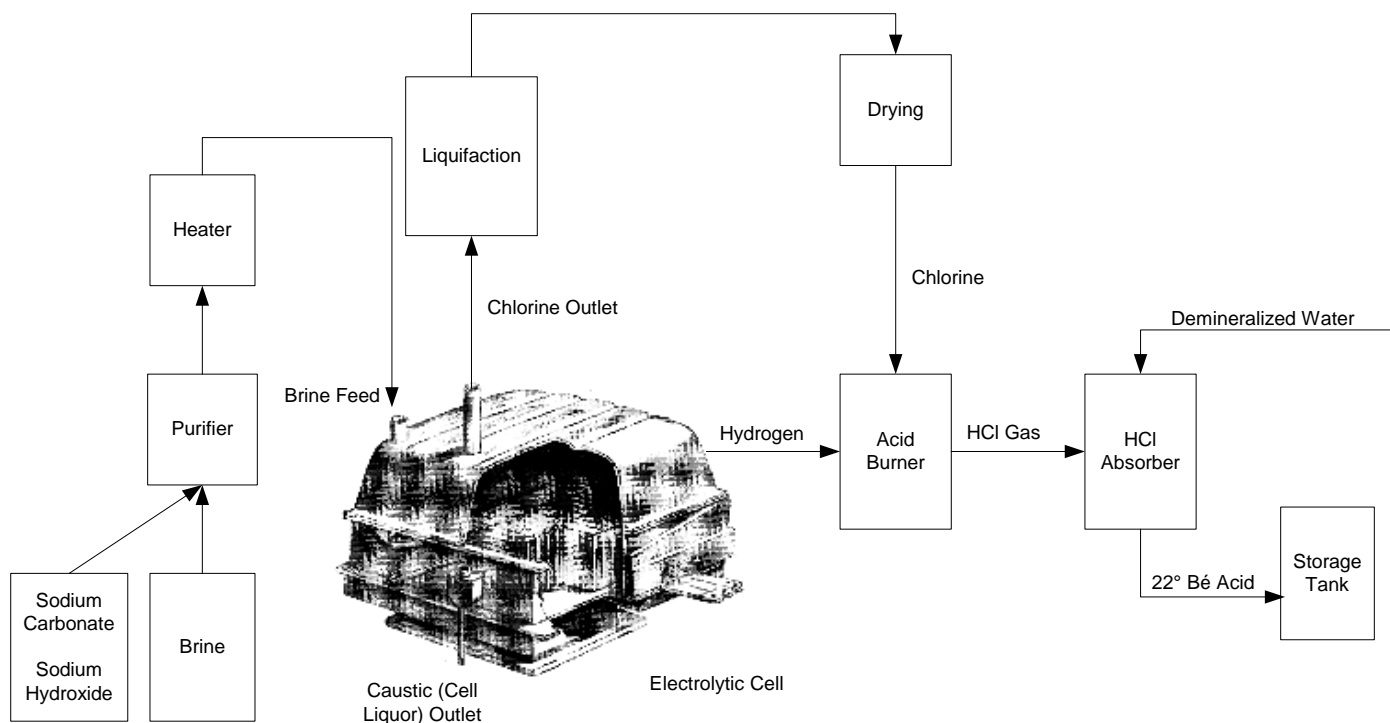 Drying
Liquifaction
Heater
Chlorine
Chlorine Outlet
Demineralized Water
Brine Feed
Purifier
Hydrogen
Acid
Burner
HCl Gas
HCl
Absorber
Storage
Tank
22° Bé Acid
Sodium
Carbonate
Sodium
Hydroxide
Brine
Caustic (Cell
Liquor) Outlet
Electrolytic Cell